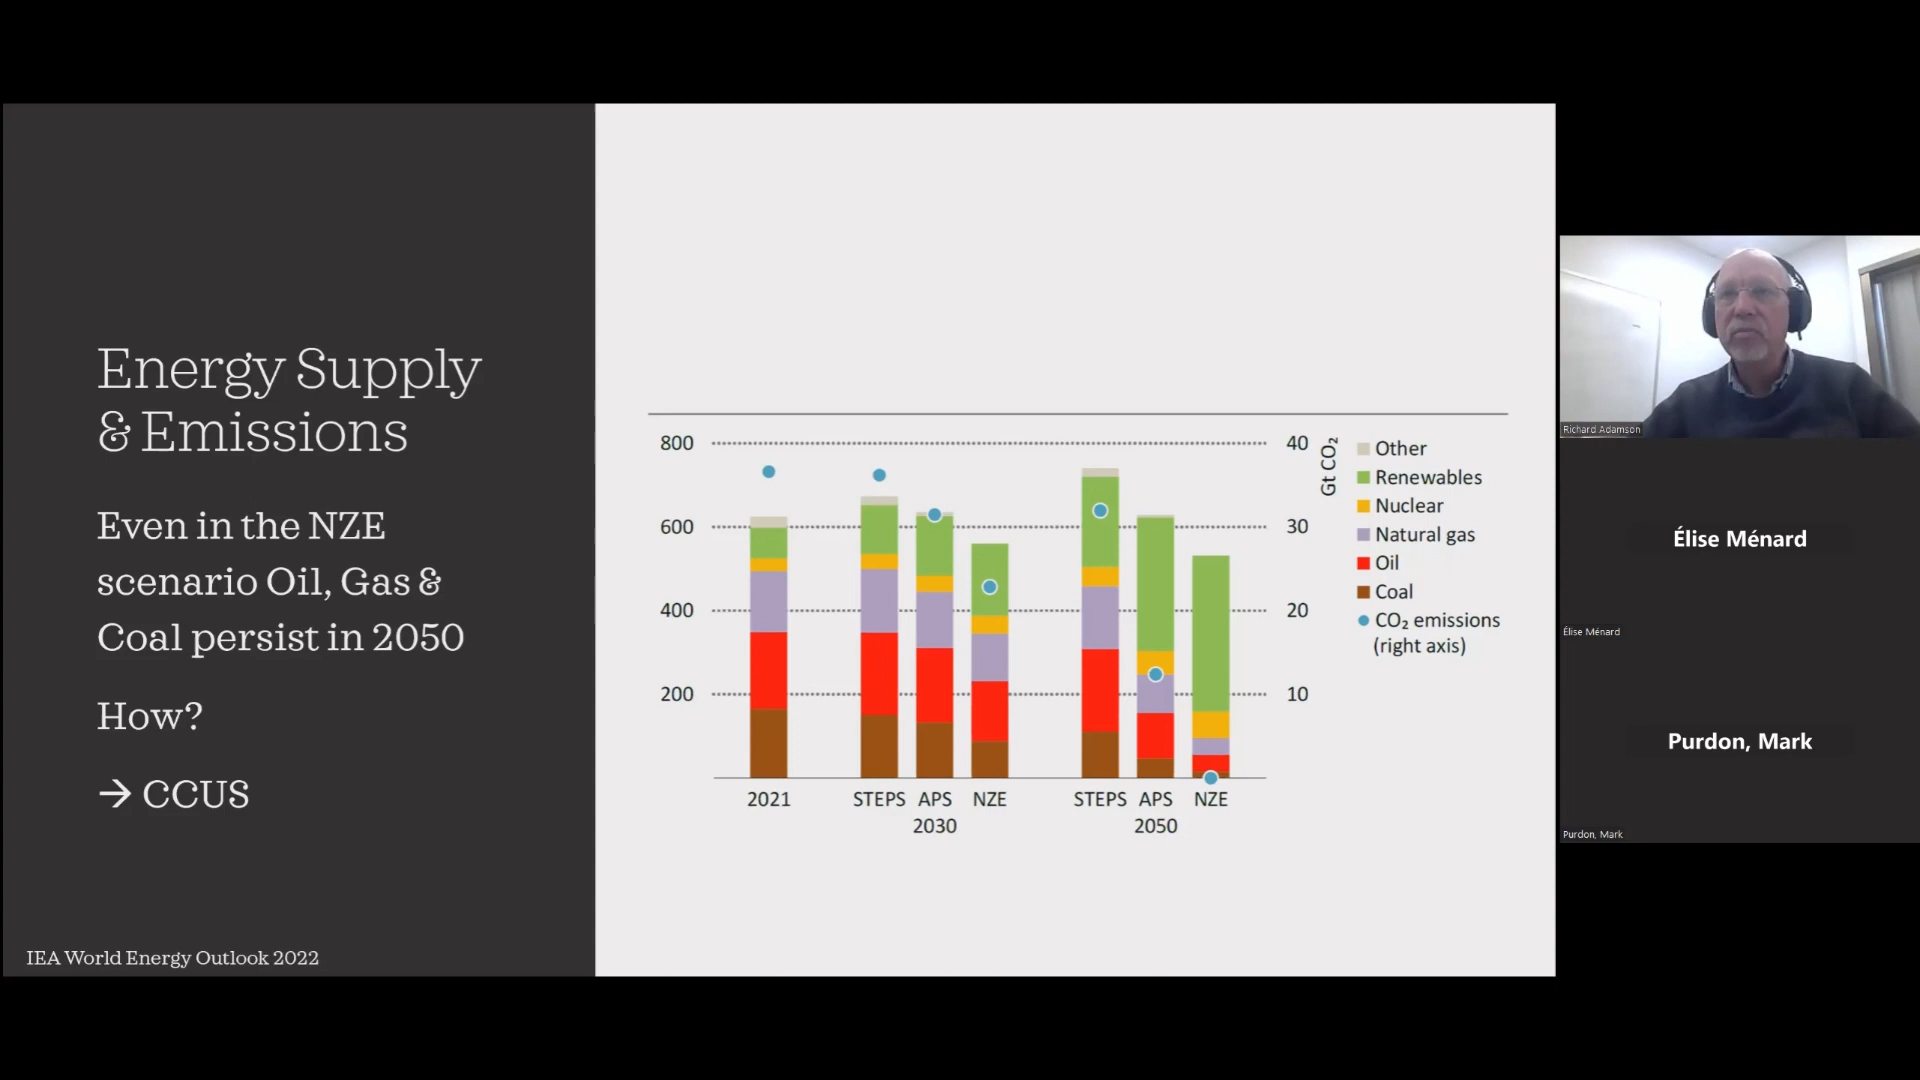 Energy Supply
& Emissions
Even in the NZE
scenario Oil, Gas &
Coal persist in 2050
How?
→ CCUS
IEA World Energy Outlook 2022
800
600
400
200
40
30
20
10
Gt CO₂
Other
Renewables
Nuclear
Natural gas
Oil
Coal
CO₂ emissions
(right axis)
2021
STEPS APS NZE
2030
STEPS APS NZE
2050
Richard Adamson
Élise Ménard
Élise Ménard
Purdon, Mark
Purdon, Mark